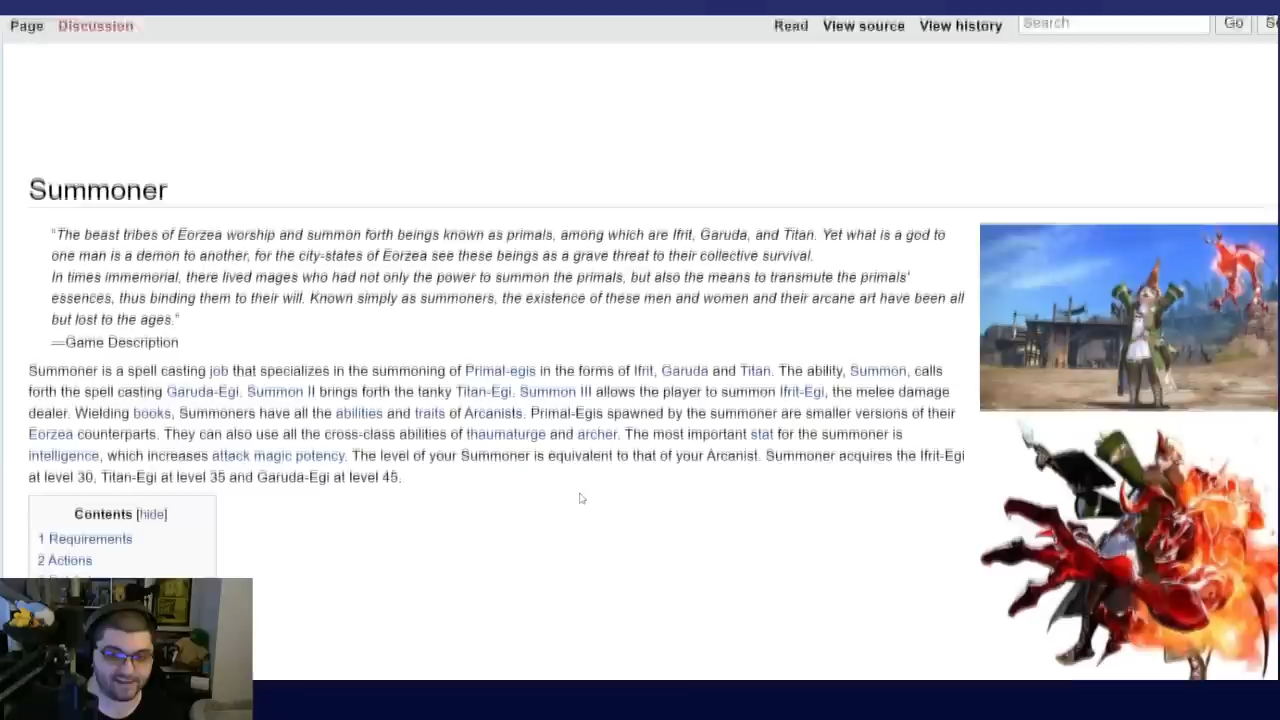 Page Discussion Read View source View history Search Go
Summoner
"The beast tribes of Eorzea worship and summon forth beings known as primals, among which are Ifrit, Garuda, and Titan. Yet what is a god to
one man is a demon to another, for the city-states of Eorzea see these beings as a grave threat to their collective survival.
In times immemorial, there lived mages who had not only the power to summon the primals, but also the means to transmute the primals'
essences, thus binding them to their will. Known simply as summoners, the existence of these men and women and their arcane art have been all
but lost to the ages."
—Game Description
Summoner is a spell casting job that specializes in the summoning of Primal-egis in the forms of Ifrit, Garuda and Titan. The ability, Summon, calls
forth the spell casting Garuda-Egi. Summon II brings forth the tanky Titan-Egi. Summon III allows the player to summon Ifrit-Egi, the melee damage
dealer. Wielding books, Summoners have all the abilities and traits of Arcanists. Primal-Egis spawned by the summoner are smaller versions of their
Eorzea counterparts. They can also use all the cross-class abilities of thaumaturge and archer. The most important stat for the summoner is
intelligence, which increases attack magic potency. The level of your Summoner is equivalent to that of your Arcanist. Summoner acquires the Ifrit-Egi
at level 30, Titan-Egi at level 35 and Garuda-Egi at level 45.
Contents [hide]
1 Requirements
2 Actions